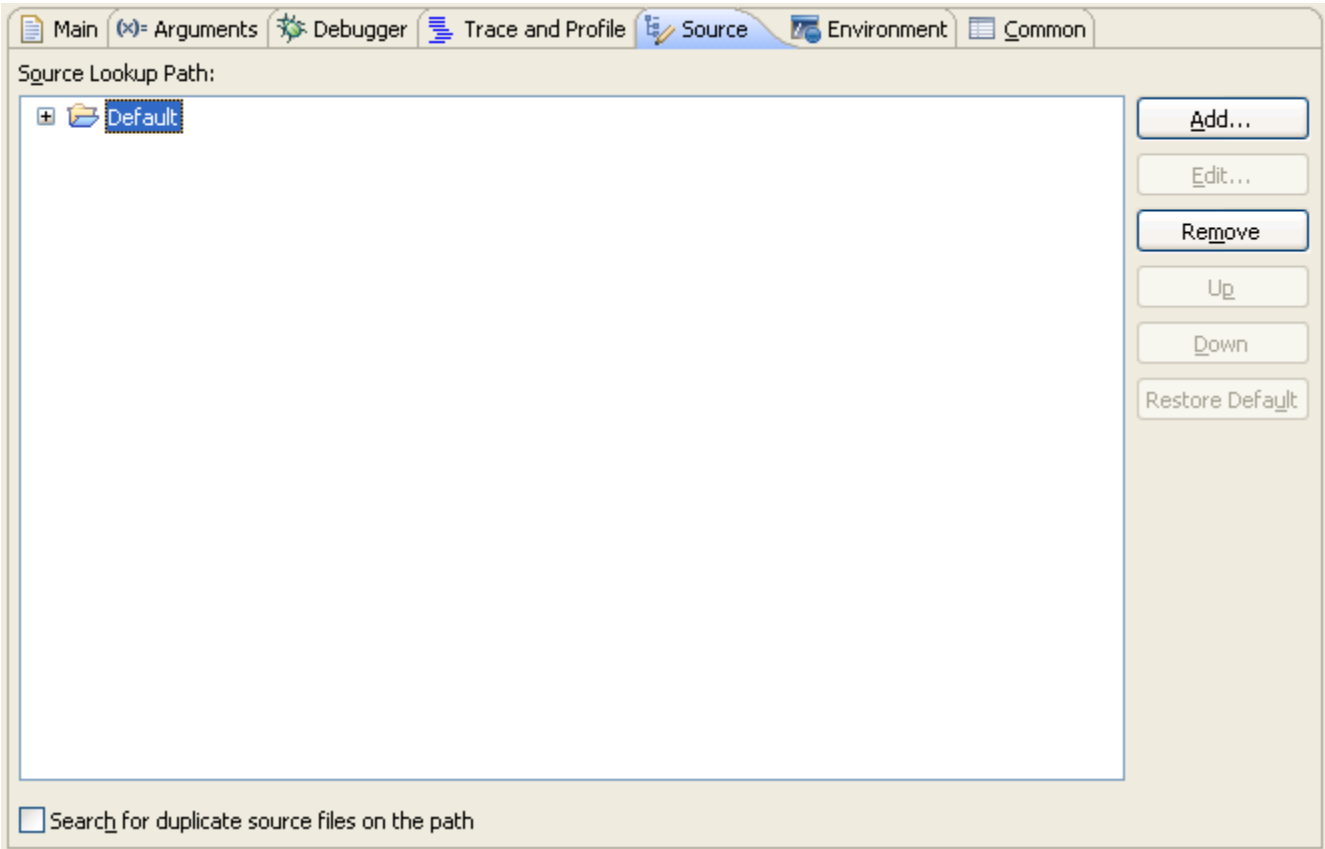 Main (x)= Arguments Debugger Trace and Profile Source Environment Common
Source Lookup Path:
Default
Add...
Edit...
Remove
Up
Down
Restore Default
Search for duplicate source files on the path